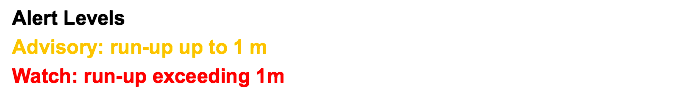 Alert Levels
Advisory: run-up up to 1 m
Watch: run-up exceeding 1m